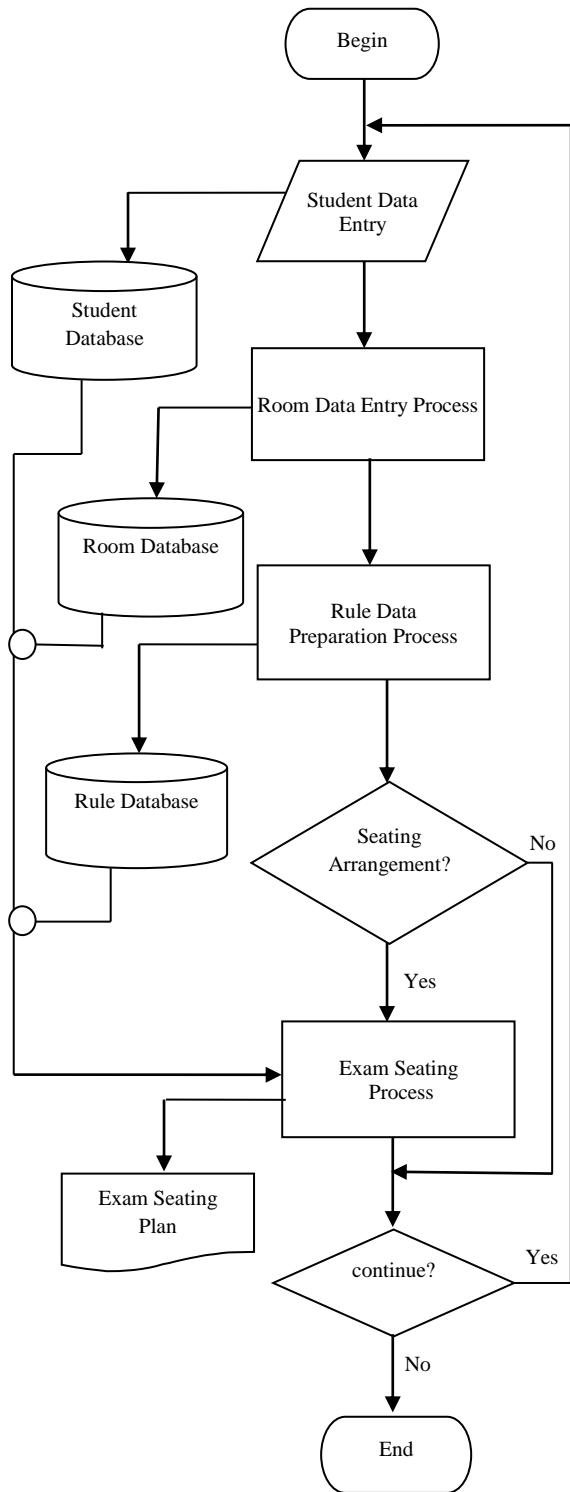 Begin
Student Data
Entry
Student
Database
Room Data Entry Process
Room Database
Rule Data
Preparation Process
Rule Database
Seating
Arrangement?
No
Yes
Exam Seating
Process
Exam Seating
Plan
continue?
Yes
No
End